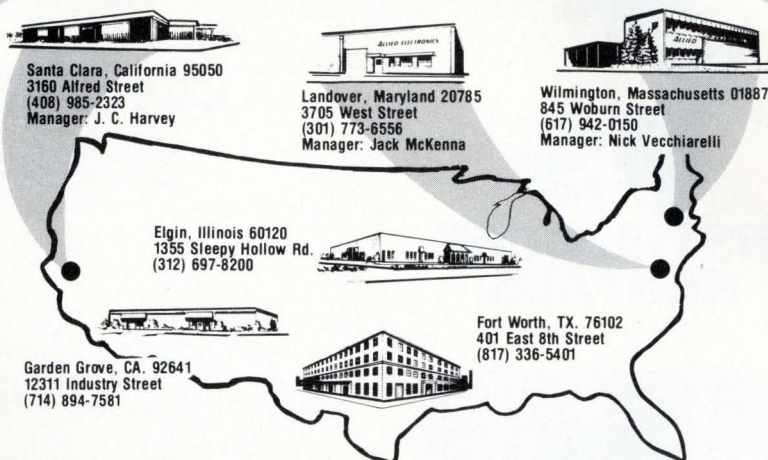 Santa Clara, California 95050
3160 Alfred Street
(408) 985-2323
Manager: J. C. Harvey
ALLIED ELECTRONICS
Landover, Maryland 20785
3705 West Street
(301) 773-6556
Manager: Jack McKenna
ALLIED
Wilmington, Massachusetts 01887
845 Woburn Street
(617) 942-0150
Manager: Nick Vecchiarelli
Elgin, Illinois 60120
1355 Sleepy Hollow Rd.
(312) 697-8200
Garden Grove, CA. 92641
12311 Industry Street
(714) 894-7581
Fort Worth, TX. 76102
401 East 8th Street
(817) 336-5401